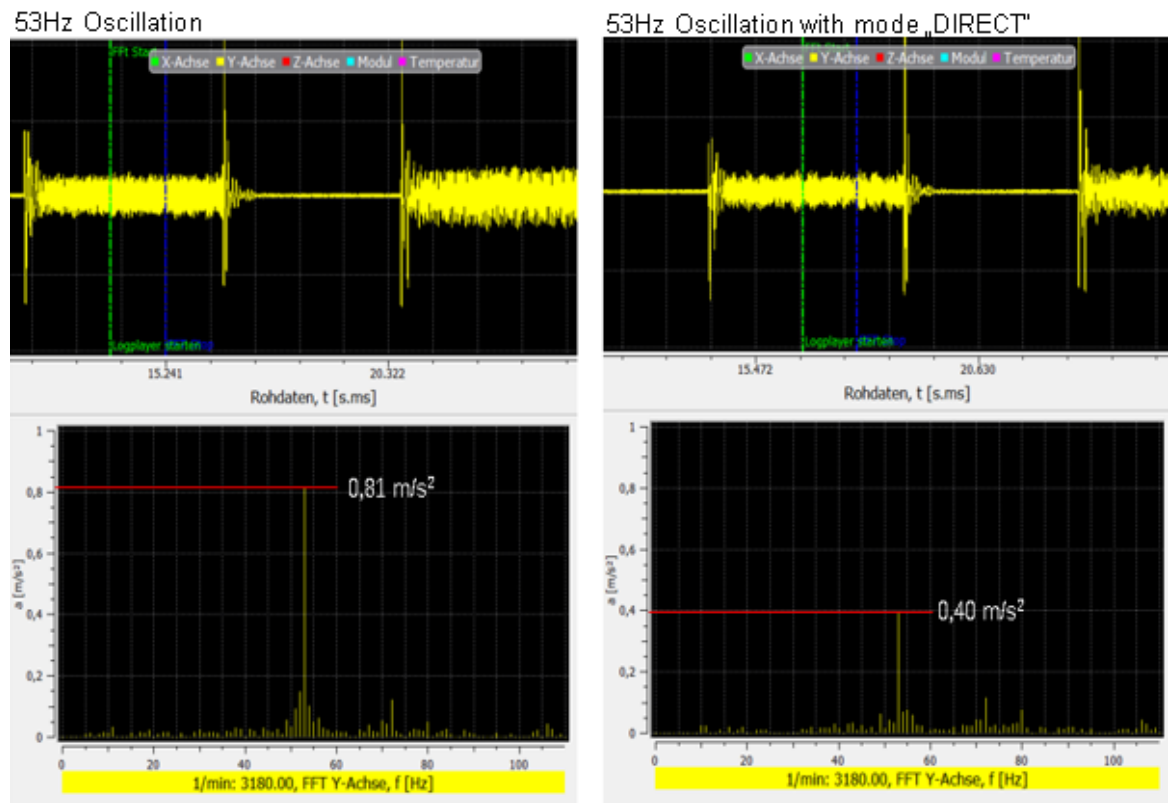 53Hz Oscillation
FFt Start
X-Achse Y-Achse Z-Achse Modul Temperatur
Logplayer starten
15.241 20.322
Rohdaten, t [s.ms]
1
0,8
0,6
0,4
0,2
0
a [m/s²]
0,81 m/s²
0 20 40 60 80 100
1/min: 3180.00, FFT Y-Achse, f [Hz]
53Hz Oscillation with mode „DIRECT"
X-Achse Y-Achse Z-Achse Modul Temperatur
Logplayer starten
15.472 20.630
Rohdaten, t [s.ms]
1
0,8
0,6
0,4
0,2
0
a [m/s²]
0,40 m/s²
0 20 40 60 80 100
1/min: 3180.00, FFT Y-Achse, f [Hz]